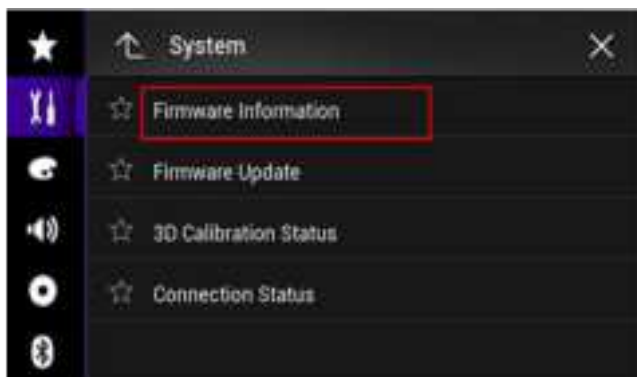 System
Firmware Information
Firmware Update
3D Calibration Status
Connection Status